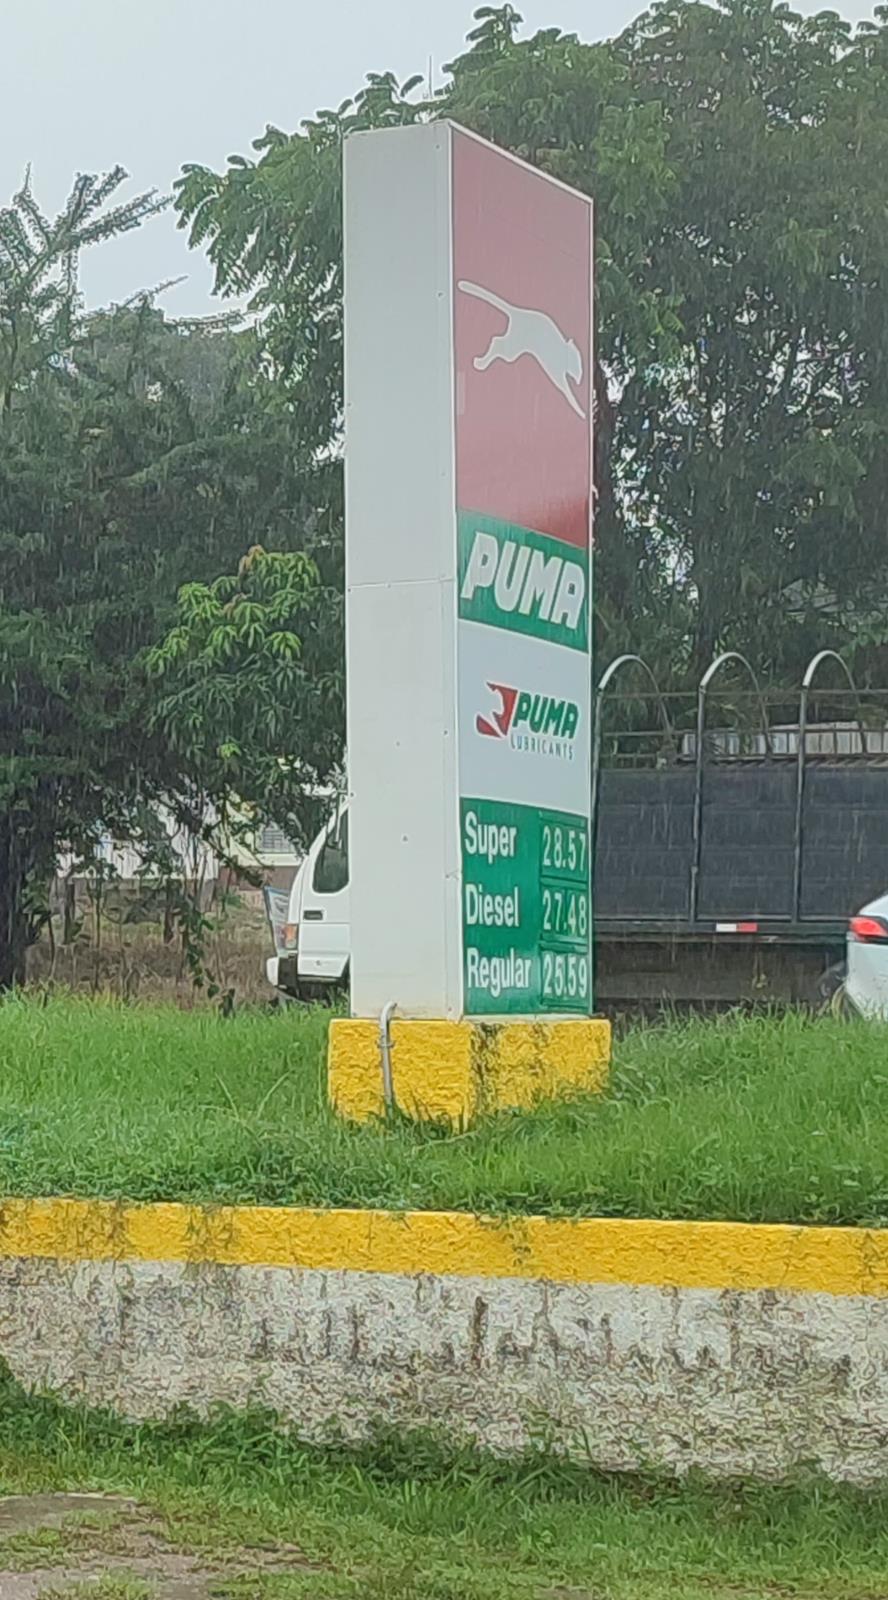 PUMA
PUMA
LUBRICANTS
Super 28.57
Diesel 27.48
Regular 25.59